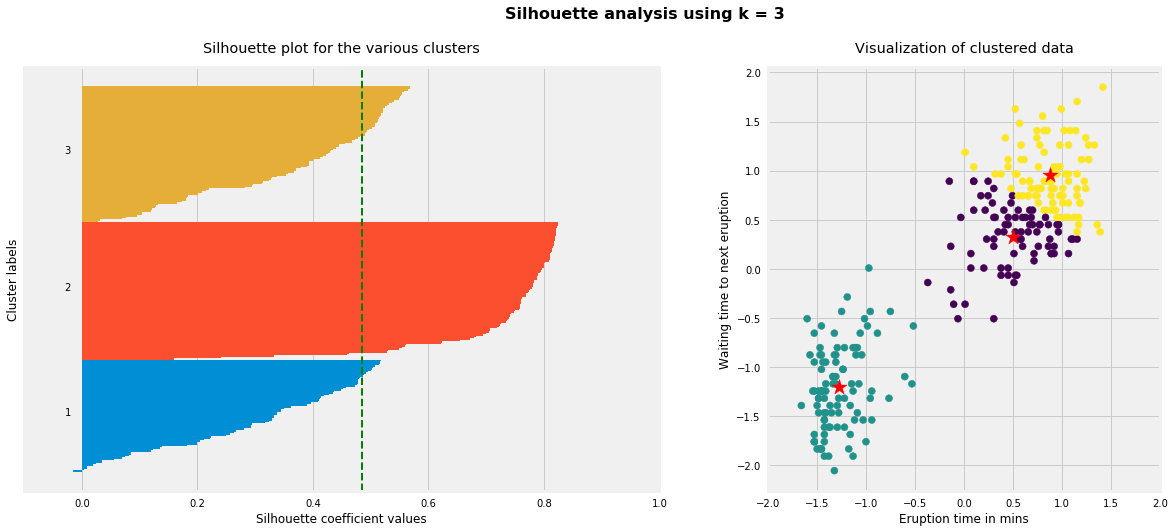 Silhouette analysis using k = 3
Silhouette plot for the various clusters
Cluster labels
3
2
1
0.0 0.2 0.4 0.6 0.8 1.0
Silhouette coefficient values
Visualization of clustered data
Waiting time to next eruption
2.0
1.5
1.0
0.5
0.0
−0.5
−1.0
−1.5
−2.0
−2.0 −1.5 −1.0 −0.5 0.0 0.5 1.0 1.5 2.0
Eruption time in mins